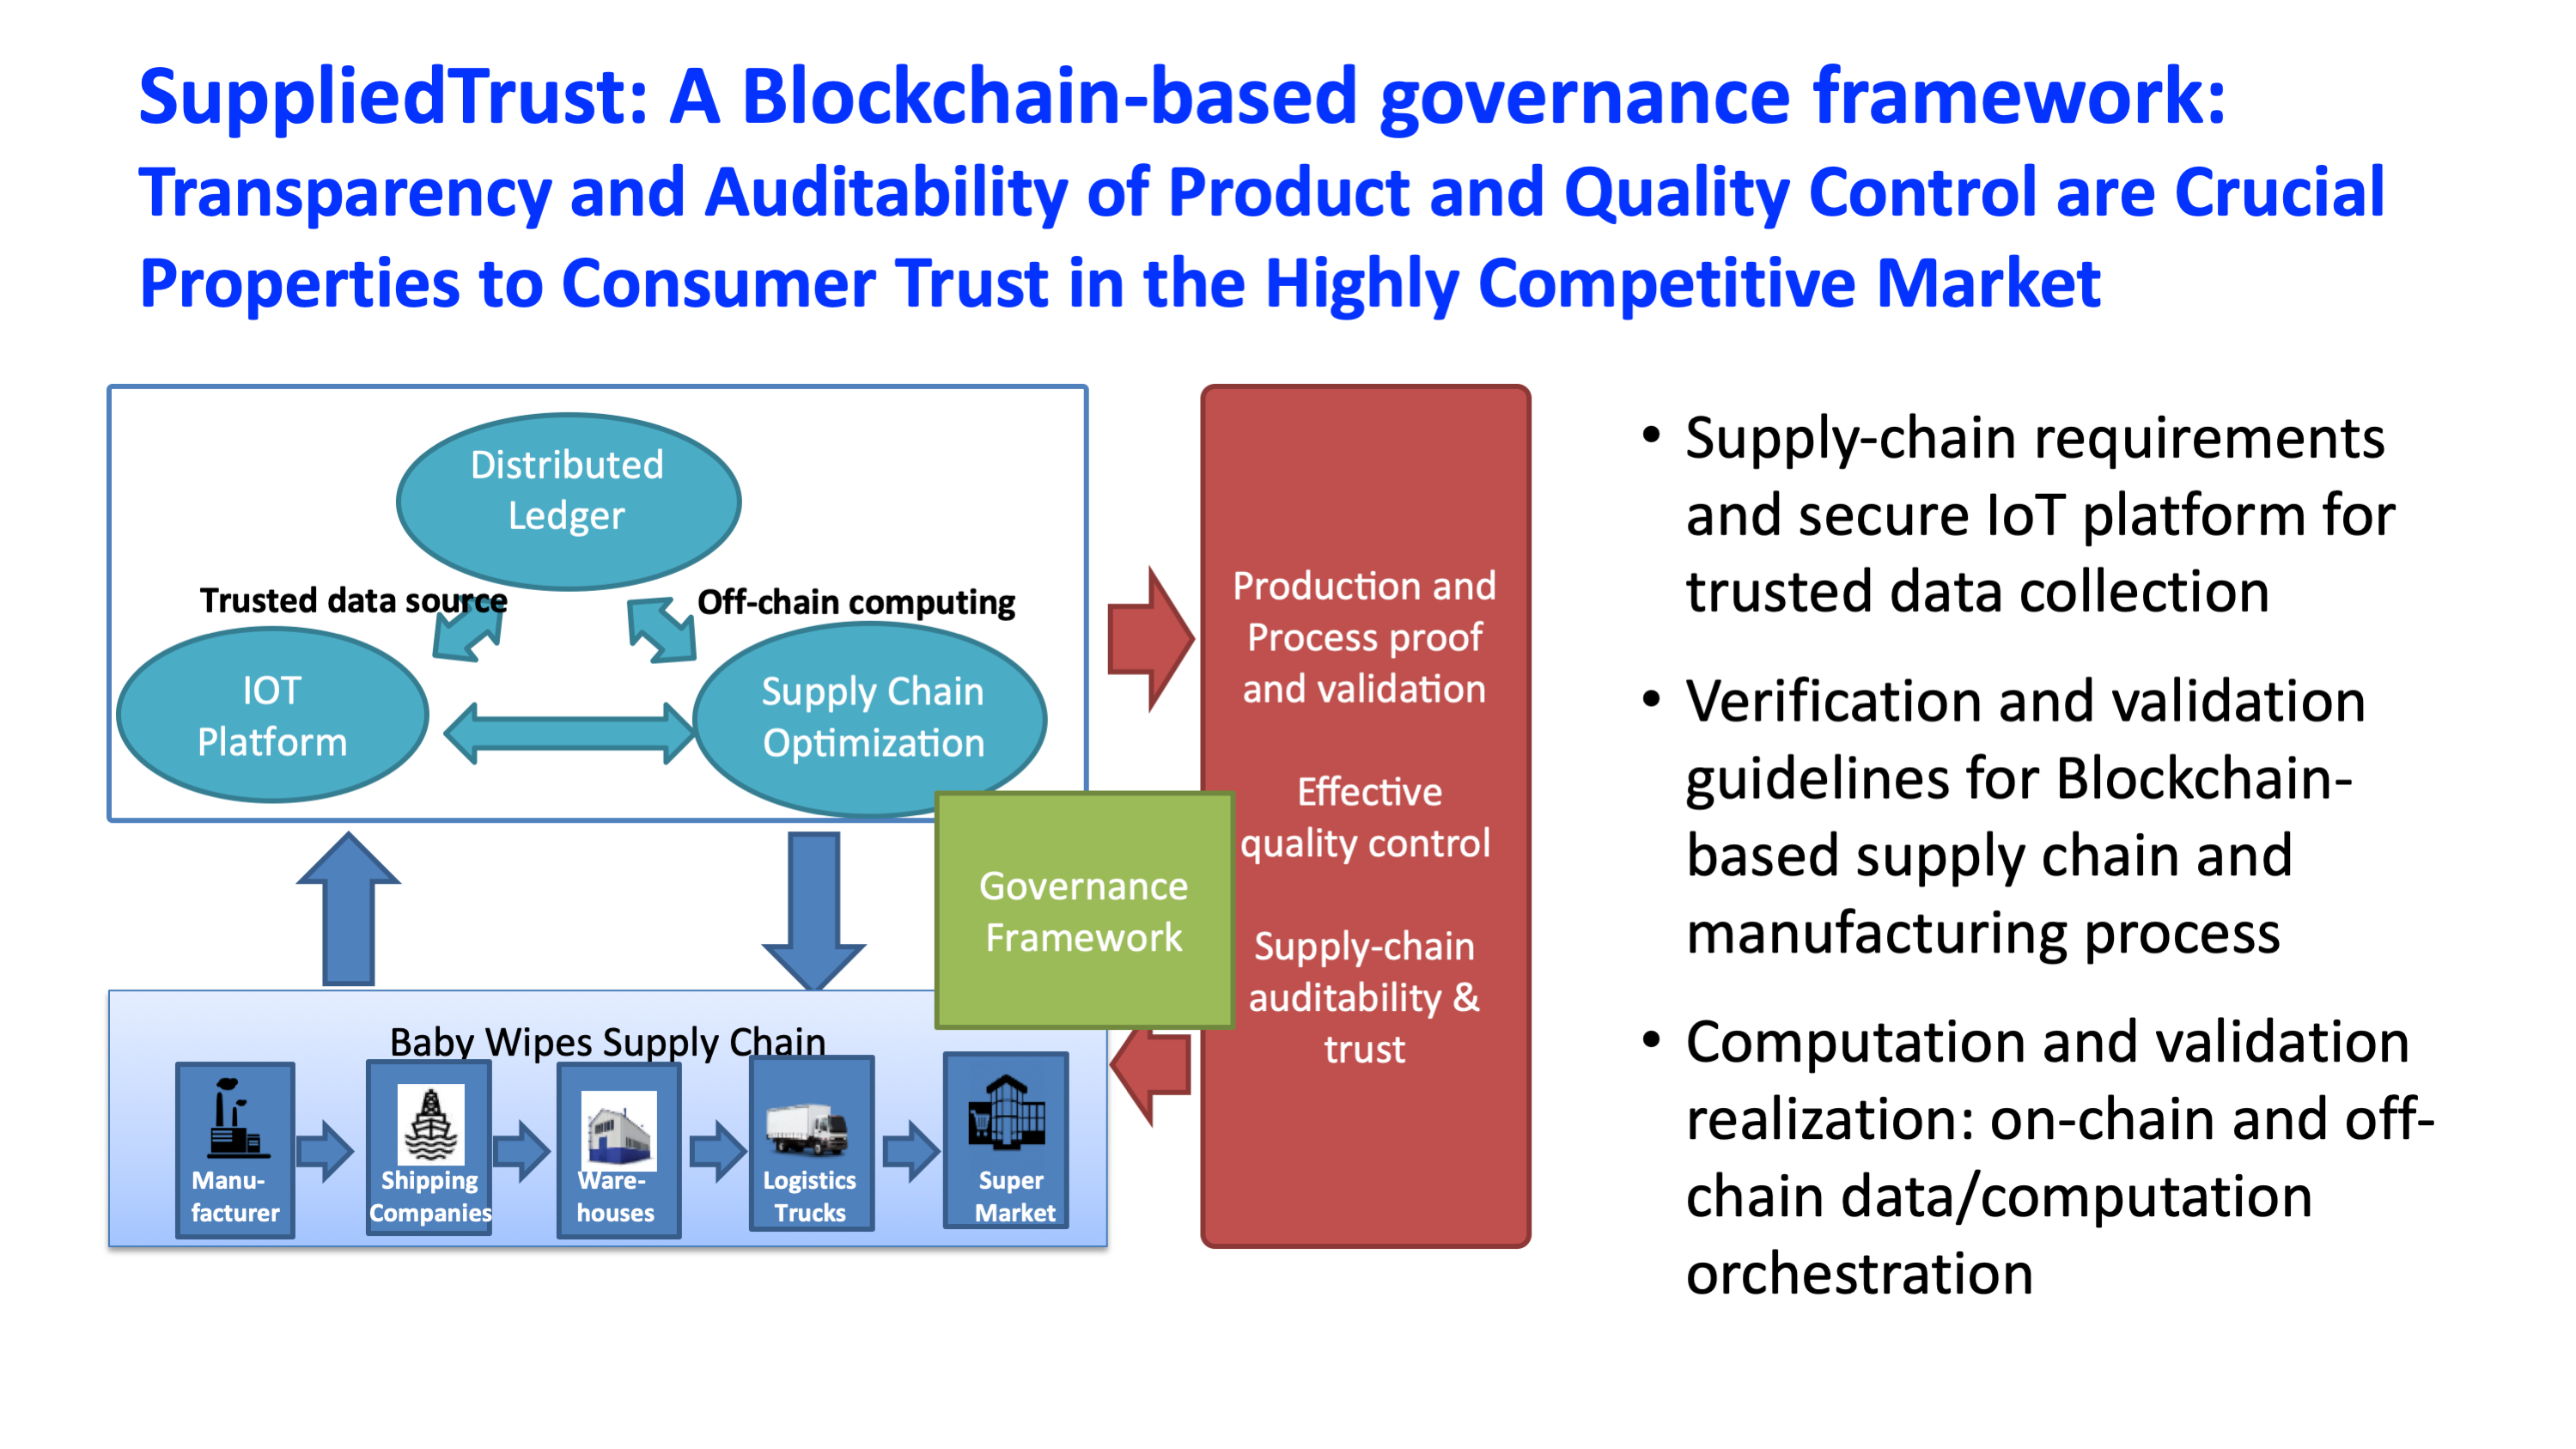 SuppliedTrust: A Blockchain-based governance framework:
Transparency and Auditability of Product and Quality Control are Crucial
Properties to Consumer Trust in the Highly Competitive Market
Distributed
Ledger
Trusted data source
Off-chain computing
IOT
Platform
Supply Chain
Optimization
Governance
Framework
Baby Wipes Supply Chain
Manu-
facturer
Shipping
Companies
Ware-
houses
Logistics
Trucks
Super
Market
Production and
Process proof
and validation
Effective
quality control
Supply-chain
auditability &
trust
• Supply-chain requirements
and secure IoT platform for
trusted data collection
• Verification and validation
guidelines for Blockchain-
based supply chain and
manufacturing process
• Computation and validation
realization: on-chain and off-
chain data/computation
orchestration